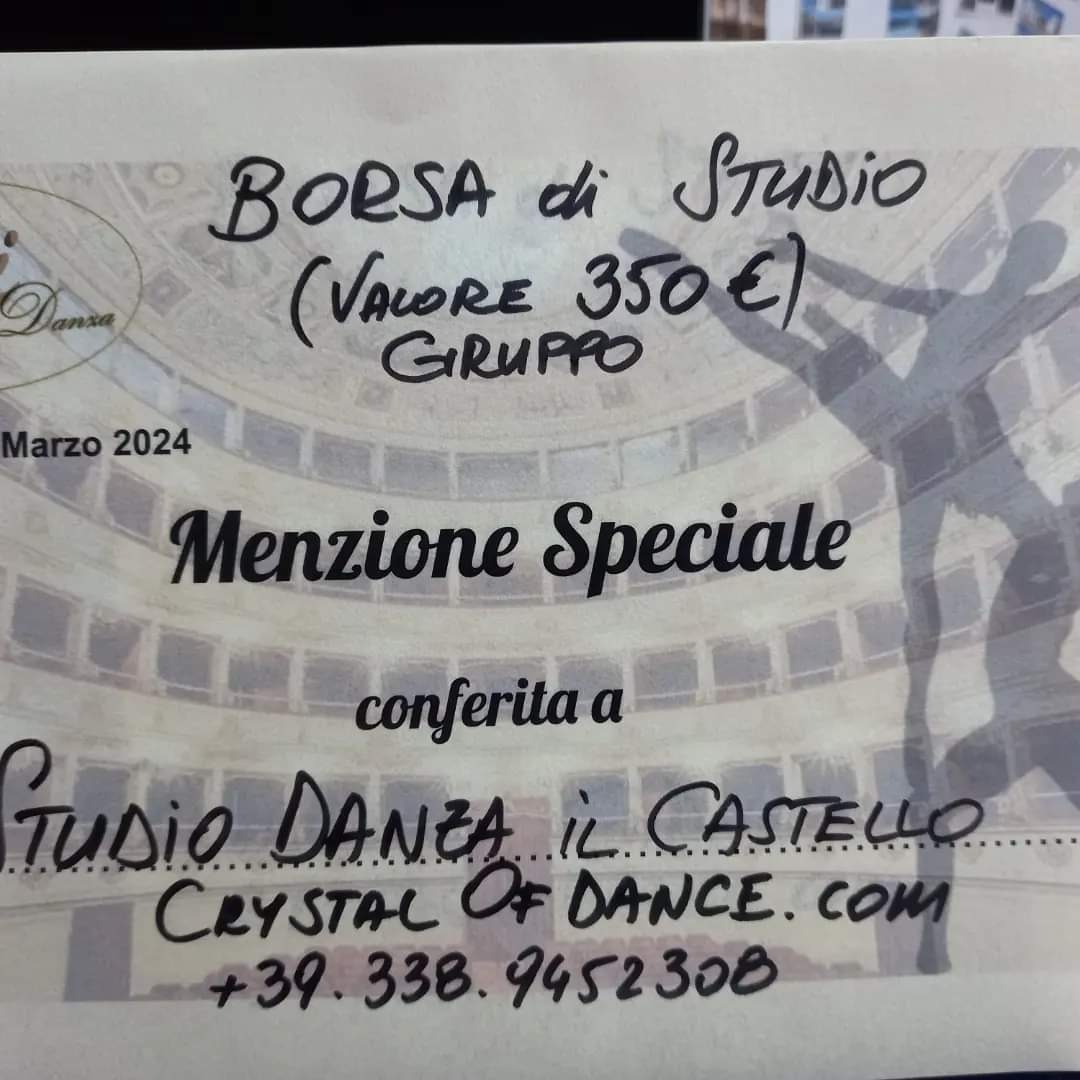 BORSA di STUDIO
(VALORE 350 €)
GRUPPO
Danza
Marzo 2024
Menzione Speciale
conferita a
STUDIO DANZA iL CASTELLO
CRYSTAL OF DANCE. COM
+39. 338. 9452308